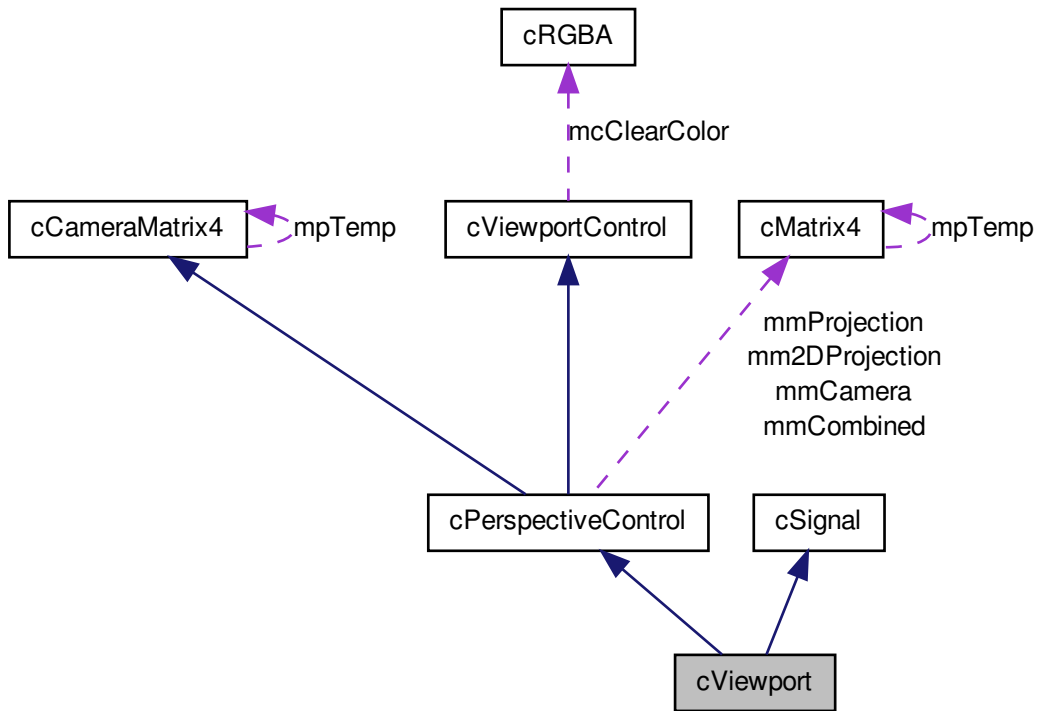 cRGBA
mcClearColor
cCameraMatrix4
mpTemp
cViewportControl
cMatrix4
mpTemp
mmProjection
mm2DProjection
mmCamera
mmCombined
cPerspectiveControl
cSignal
cViewport